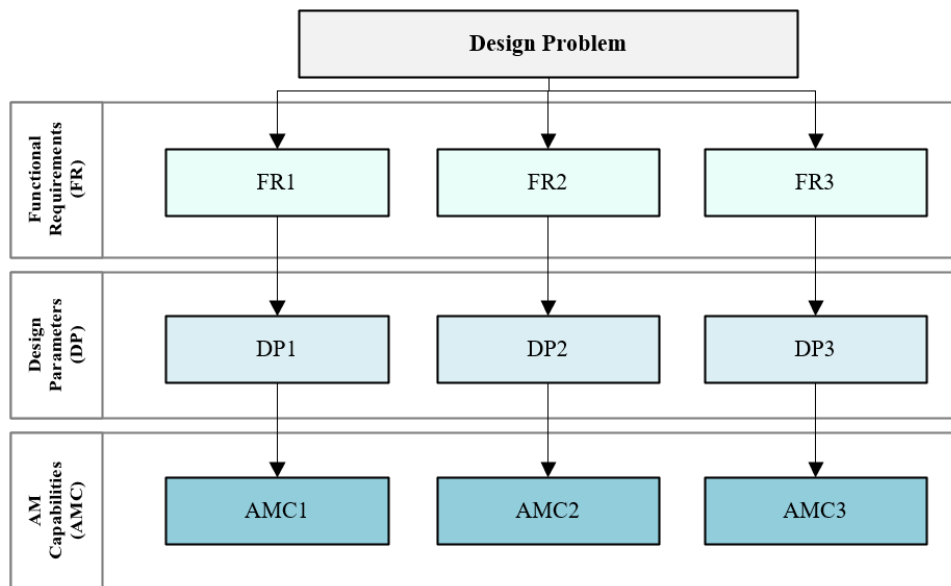 Design Problem
Functional
Requirements
(FR)
FR1
FR2
FR3
Design
Parameters
(DP)
DP1
DP2
DP3
AM
Capabilities
(AMC)
AMC1
AMC2
AMC3